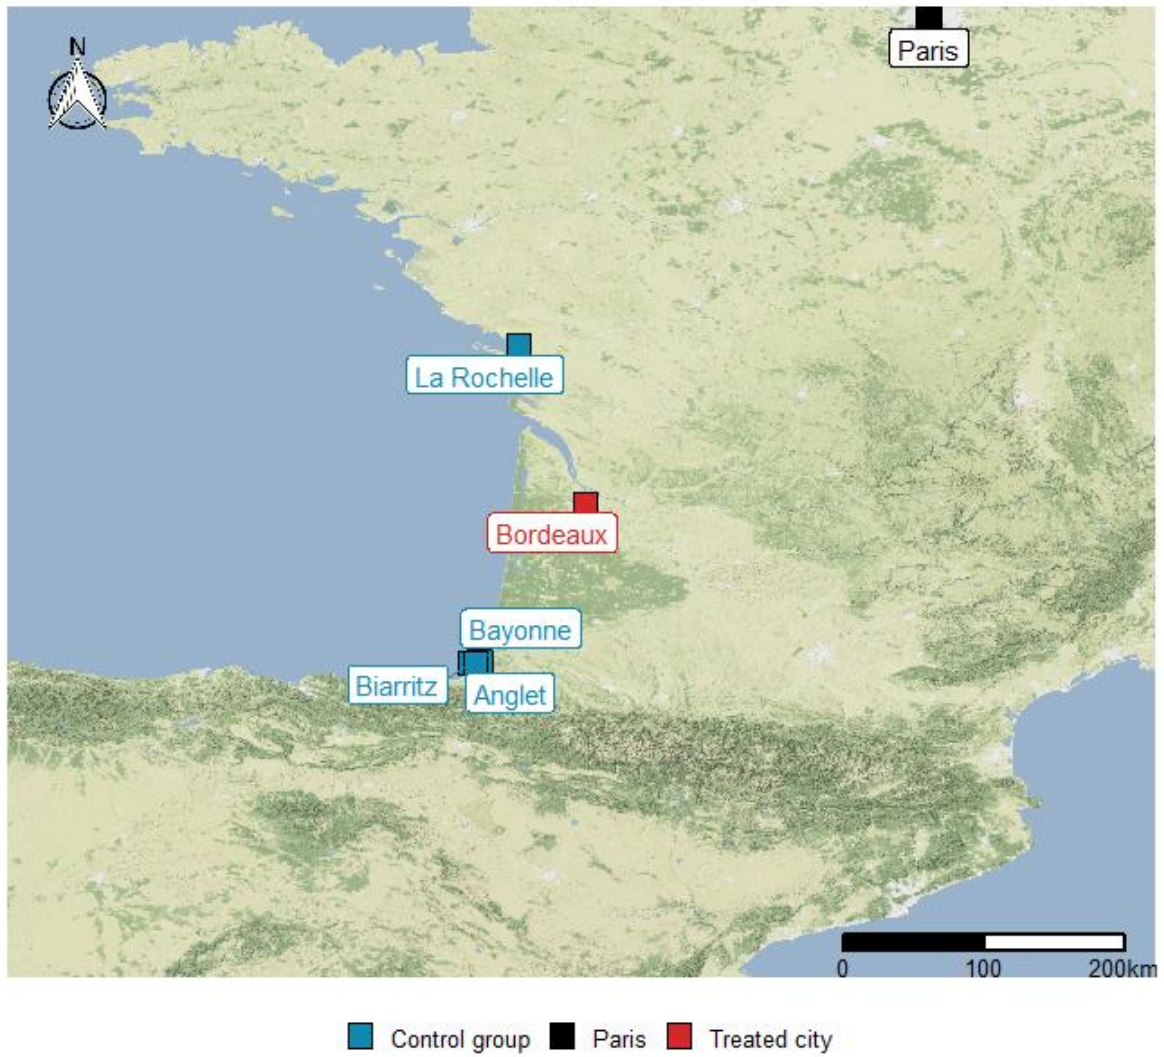 N
Paris
La Rochelle
Bordeaux
Bayonne
Biarritz
Anglet
0 100 200km
Control group Paris Treated city